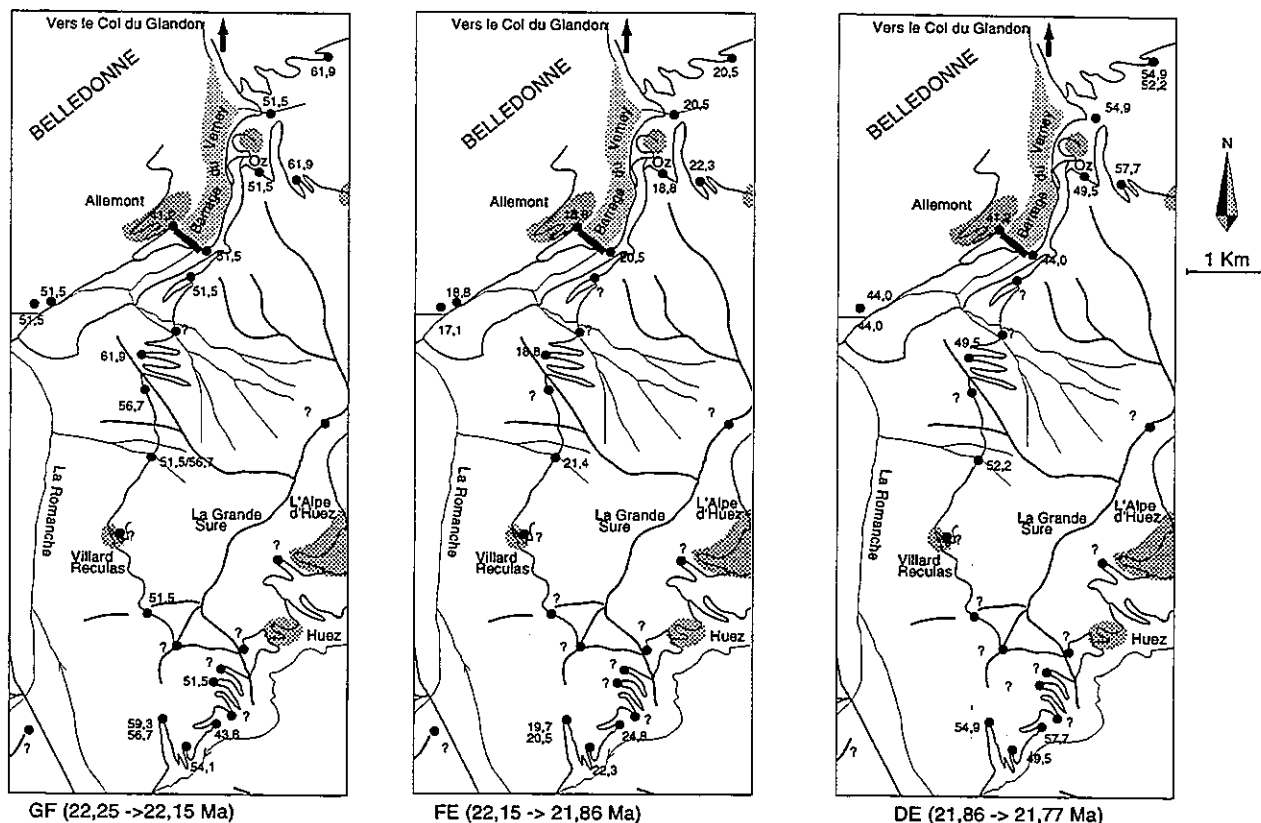 Vers le Col du Glandon
BELLEDONNE
61,9
51,5
Barrage du Verney
61,9
Oz
51,5
Allemont
51,5
51,5
51,5
51,5
?
61,9
56,7
?
51,5/56,7
La Romanche
La Grande
Sure
L'Alpe
d'Huez
?
Villard
Reculas
?
51,5
?
?
Huez
?
51,5
?
59,3
56,7
43,8
54,1
?
GF (22,25 ->22,15 Ma)
Vers le Col du Glandon
BELLEDONNE
20,5
20,5
Barrage du Verney
22,3
Oz
18,8
Allemont
20,5
?
18,8
17,1
?
18,8
?
?
21,4
La Romanche
La Grande
Sure
L'Alpe
d'Huez
?
Villard
Reculas
?
?
?
?
Huez
?
?
?
19,7
20,5
24,8
22,3
?
FE (22,15 -> 21,86 Ma)
Vers le Col du Glandon
BELLEDONNE
54,9
52,2
54,9
Barrage du Verney
57,7
Oz
49,5
Allemont
44,0
?
44,0
44,0
?
49,5
?
?
52,2
La Romanche
La Grande
Sure
L'Alpe
d'Huez
?
Villard
Reculas
?
?
?
?
Huez
?
?
?
54,9
57,7
49,5
?
DE (21,86 -> 21,77 Ma)
N
1 Km